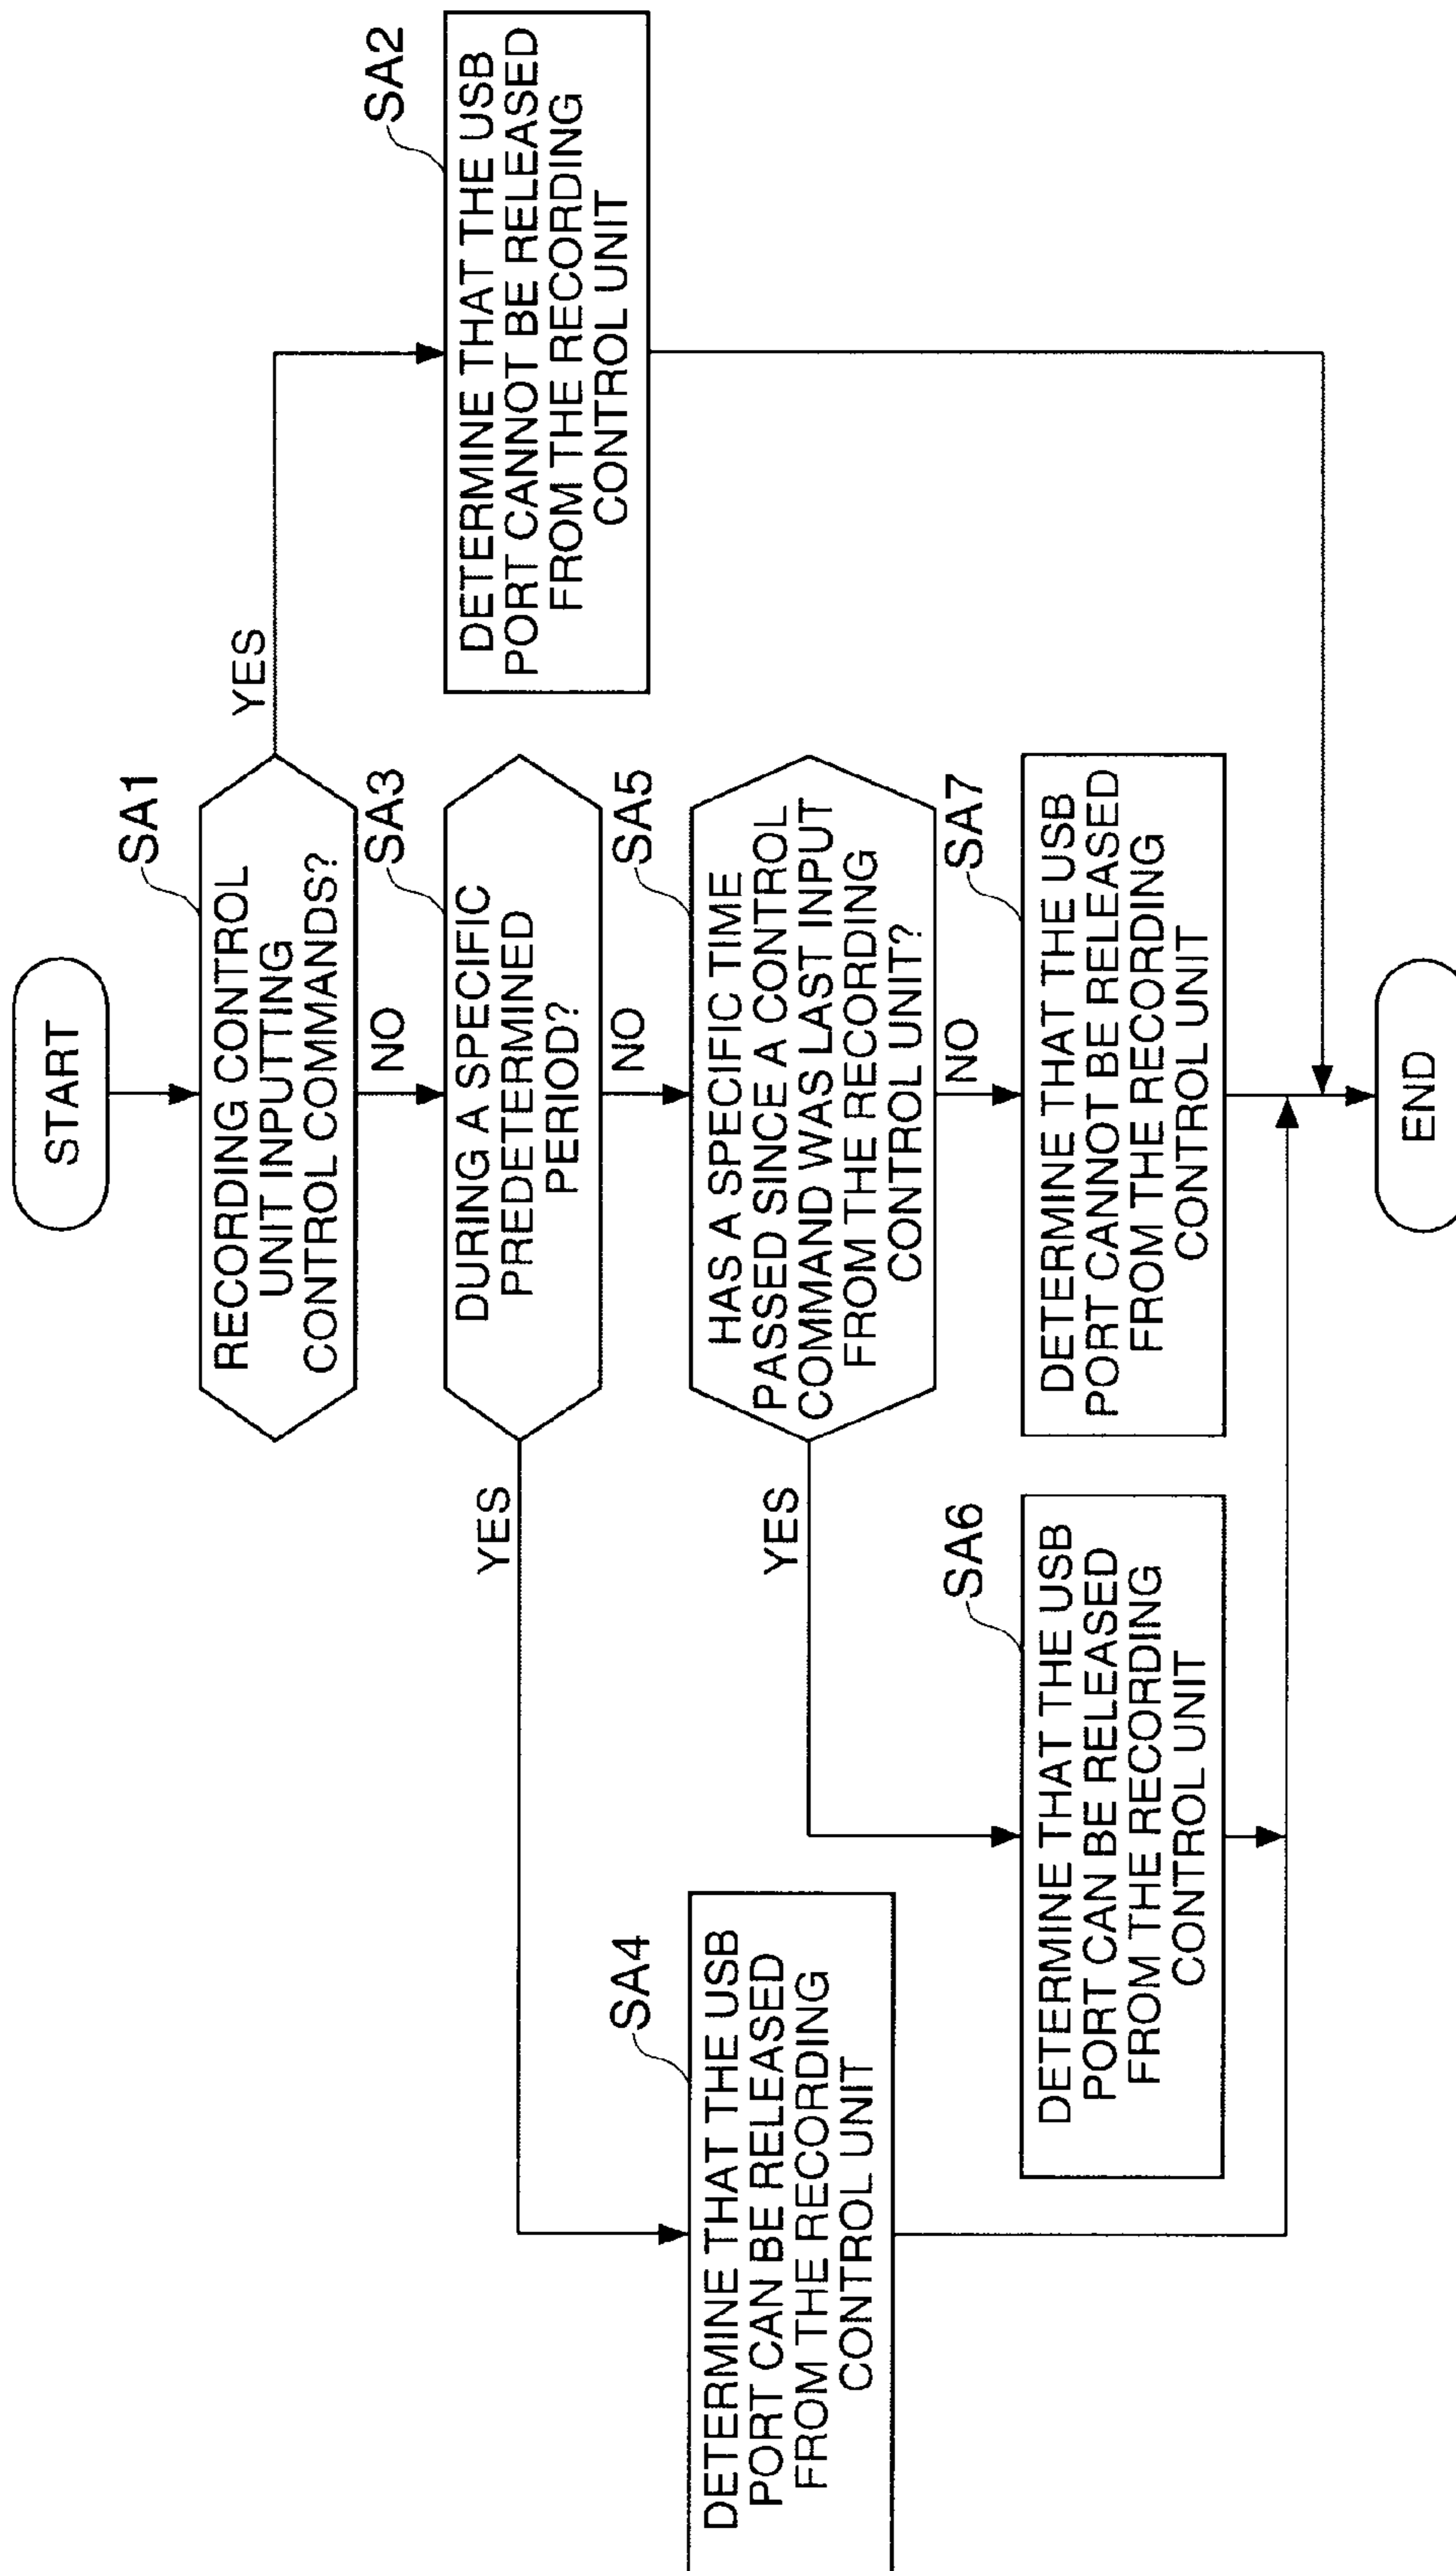 START
SA1
RECORDING CONTROL
UNIT INPUTTING
CONTROL COMMANDS?
YES
NO
SA2
DETERMINE THAT THE USB
PORT CANNOT BE RELEASED
FROM THE RECORDING
CONTROL UNIT
SA3
DURING A SPECIFIC
PREDETERMINED
PERIOD?
YES
NO
SA4
DETERMINE THAT THE USB
PORT CAN BE RELEASED
FROM THE RECORDING
CONTROL UNIT
SA5
HAS A SPECIFIC TIME
PASSED SINCE A CONTROL
COMMAND WAS LAST INPUT
FROM THE RECORDING
CONTROL UNIT?
YES
NO
SA6
DETERMINE THAT THE USB
PORT CAN BE RELEASED
FROM THE RECORDING
CONTROL UNIT
SA7
DETERMINE THAT THE USB
PORT CANNOT BE RELEASED
FROM THE RECORDING
CONTROL UNIT
END